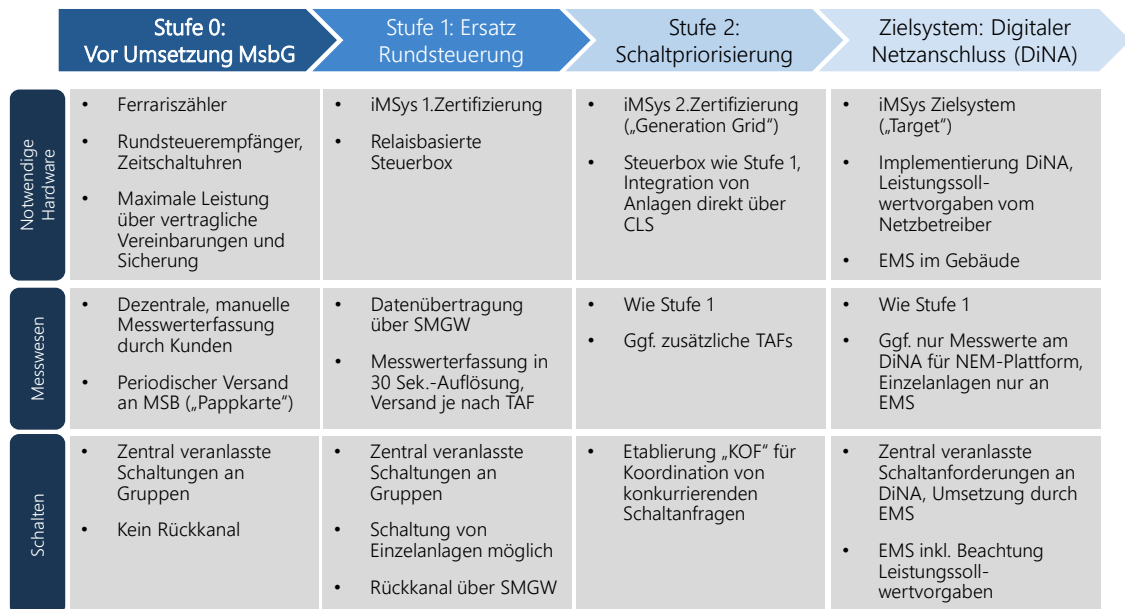 Stufe 0:
Vor Umsetzung MsbG
Stufe 1: Ersatz
Rundsteuerung
Stufe 2:
Schaltpriorisierung
Zielsystem: Digitaler
Netzanschluss (DiNA)
Notwendige
Hardware
• Ferrariszähler
• Rundsteuerempfänger,
Zeitschaltuhren
• Maximale Leistung
über vertragliche
Vereinbarungen und
Sicherung
• iMSys 1.Zertifizierung
• Relaisbasierte
Steuerbox
• iMSys 2.Zertifizierung
(„Generation Grid“)
• Steuerbox wie Stufe 1,
Integration von
Anlagen direkt über
CLS
• iMSys Zielsystem
(„Target“)
• Implementierung DiNA,
Leistungssoll-
wertvorgaben vom
Netzbetreiber
• EMS im Gebäude
Messwesen
• Dezentrale, manuelle
Messwerterfassung
durch Kunden
• Periodischer Versand
an MSB („Pappkarte“)
• Datenübertragung
über SMGW
• Messwerterfassung in
30 Sek.-Auflösung,
Versand je nach TAF
• Wie Stufe 1
• Ggf. zusätzliche TAFs
• Wie Stufe 1
• Ggf. nur Messwerte am
DiNA für NEM-Plattform,
Einzelanlagen nur an
EMS
Schalten
• Zentral veranlasste
Schaltungen an
Gruppen
• Kein Rückkanal
• Zentral veranlasste
Schaltungen an
Gruppen
• Schaltung von
Einzelanlagen möglich
• Rückkanal über SMGW
• Etablierung „KOF“ für
Koordination von
konkurrierenden
Schaltanfragen
• Zentral veranlasste
Schaltanforderungen an
DiNA, Umsetzung durch
EMS
• EMS inkl. Beachtung
Leistungssoll-
wertvorgaben